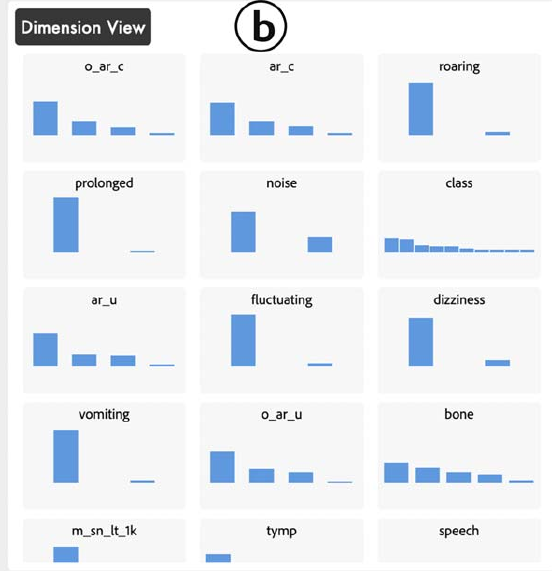 Dimension View
b
o_ar_c
ar_c
roaring
prolonged
noise
class
ar_u
fluctuating
dizziness
vomiting
o_ar_u
bone
m_sn_lt_1k
tymp
speech